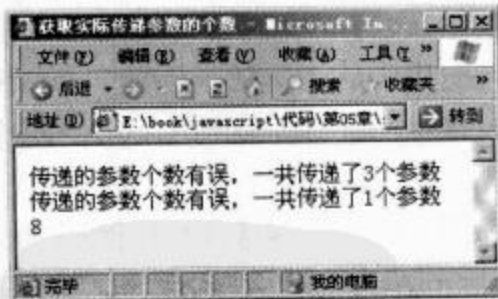 获取实际传递参数的个数 - Microsoft In...
文件(F) 编辑(E) 查看(V) 收藏(A) 工具(T »
后退 搜索 收藏夹 »
地址(D) E:\book\javascript\代码\第05章\ 转到
传递的参数个数有误,一共传递了3个参数
传递的参数个数有误,一共传递了1个参数
8
完毕 我的电脑